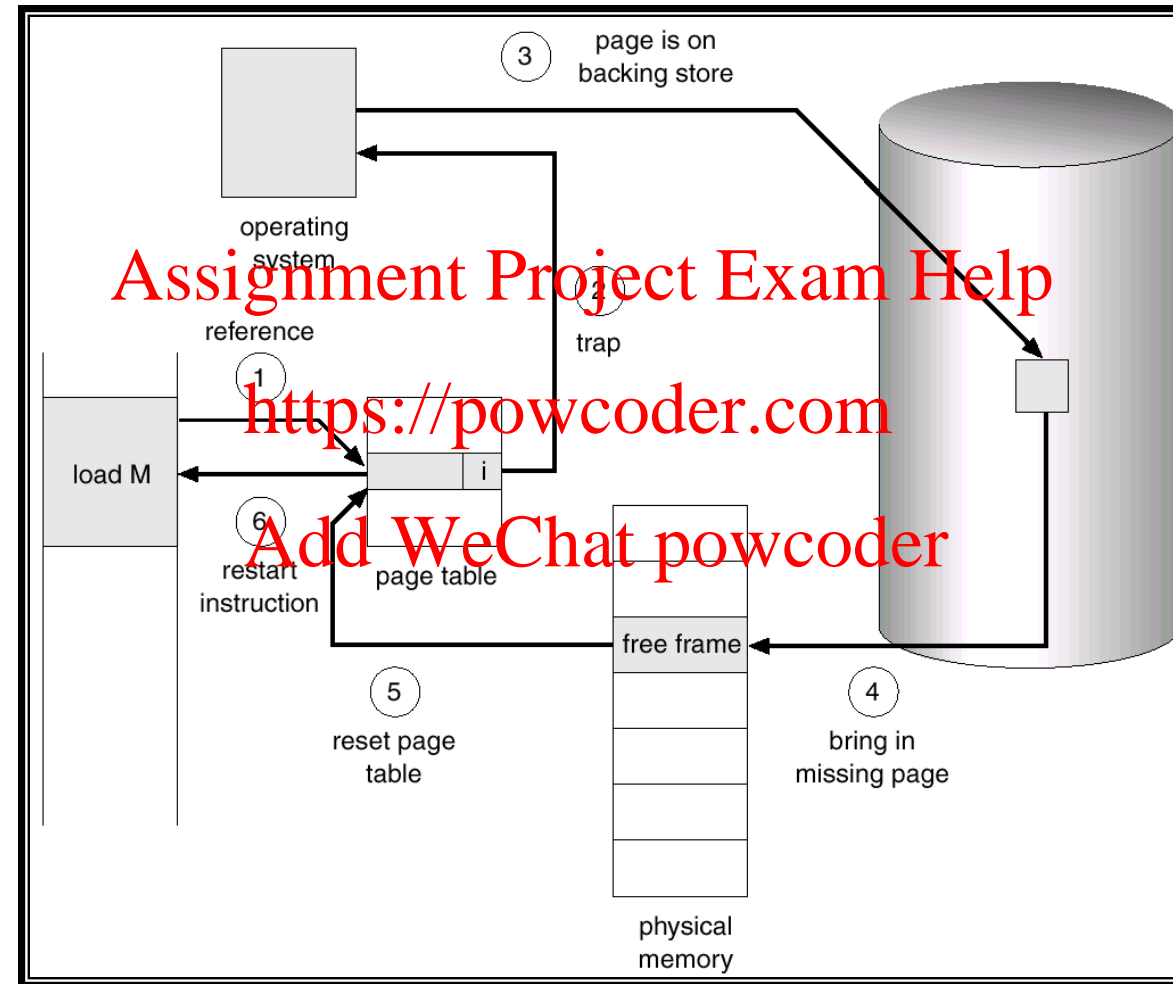 3
page is on
backing store
operating
system
Assignment Project Exam Help
2
reference
trap
1
https://powcoder.com
load M
i
6
Add WeChat powcoder
restart
instruction
page table
free frame
5
4
reset page
table
bring in
missing page
physical
memory